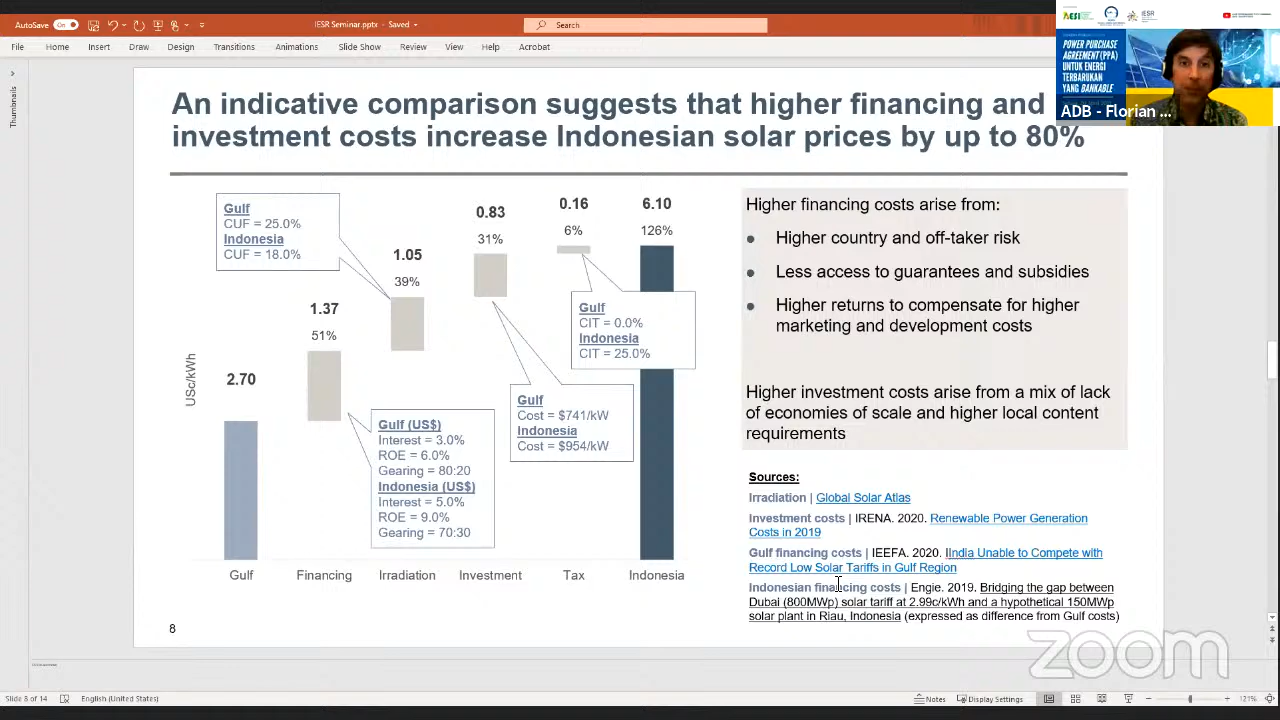 AutoSave On
IESR Seminar.pdb - Saved
Search
File Home Insert Draw Design Transitions Animations Slide Show Review View Help Acrobat
AESI
IESR
POWER PURCHASE
AGREEMENT (PPA)
UNTUK ENERGI
TERBARUKAN
YANG BANKABLE
ADB - Florian ...
Thumbnails
An indicative comparison suggests that higher financing and
investment costs increase Indonesian solar prices by up to 80%
USc/kWh
2.70
1.37
51%
1.05
39%
0.83
31%
0.16
6%
6.10
126%
Gulf
CUF = 25.0%
Indonesia
CUF = 18.0%
Gulf
CIT = 0.0%
Indonesia
CIT = 25.0%
Gulf
Cost = $741/kW
Indonesia
Cost = $954/kW
Gulf (US$)
Interest = 3.0%
ROE = 6.0%
Gearing = 80:20
Indonesia (US$)
Interest = 5.0%
ROE = 9.0%
Gearing = 70:30
Gulf Financing Irradiation Investment Tax Indonesia
Higher financing costs arise from:
● Higher country and off-taker risk
● Less access to guarantees and subsidies
● Higher returns to compensate for higher
marketing and development costs
Higher investment costs arise from a mix of lack
of economies of scale and higher local content
requirements
Sources:
Irradiation | Global Solar Atlas
Investment costs | IRENA. 2020. Renewable Power Generation
Costs in 2019
Gulf financing costs | IEEFA. 2020. IIndia Unable to Compete with
Record Low Solar Tariffs in Gulf Region
Indonesian financing costs | Engie. 2019. Bridging the gap between
Dubai (800MWp) solar tariff at 2.99c/kWh and a hypothetical 150MWp
solar plant in Riau, Indonesia (expressed as difference from Gulf costs)
8
zoom
Slide 8 of 14
English (United States)
Notes
Display Settings
121%